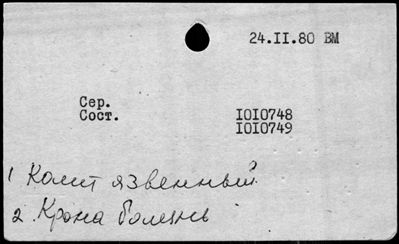 24.II.80 ВМ
Сер.
Сост. IOI0748
IOI0749
1 Колит язвенный
2 Крона болезнь